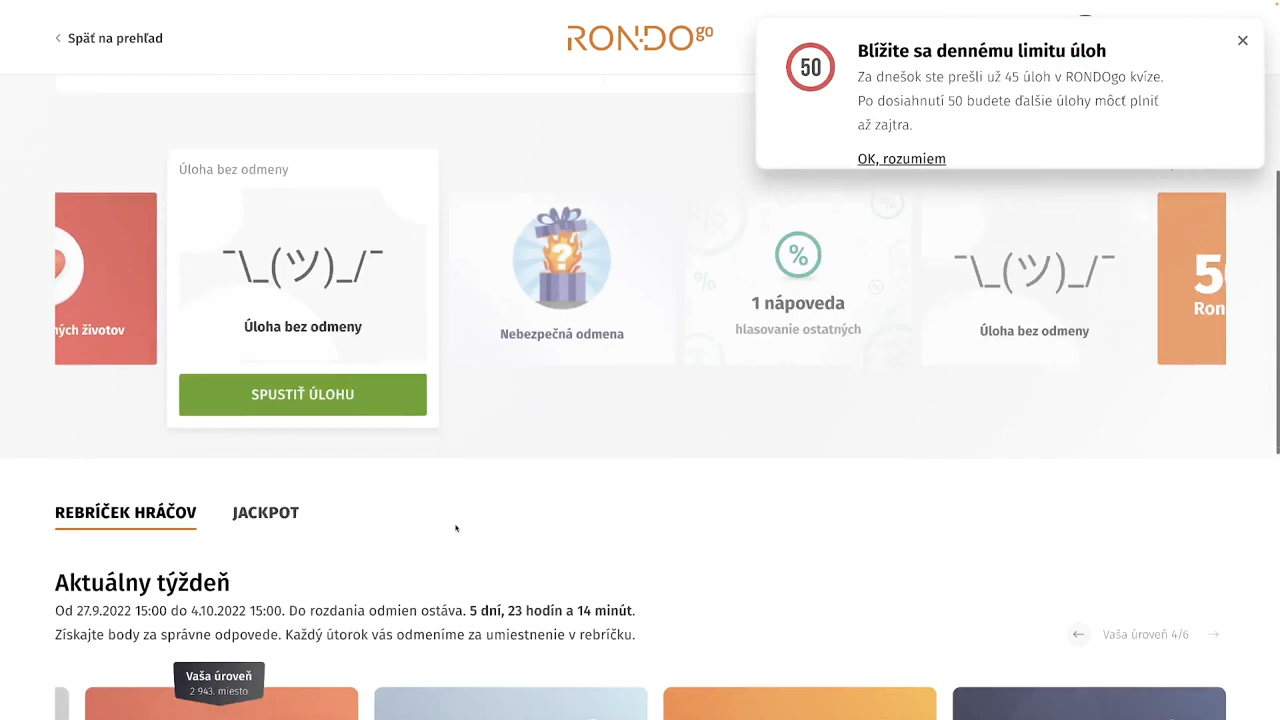 Späť na prehľad
RONDO go
50
Blížite sa dennému limitu úloh
Za dnešok ste prešli už 45 úloh v RONDOgo kvíze.
Po dosiahnutí 50 budete ďalšie úlohy môcť plniť
až zajtra.
OK, rozumiem
Úloha bez odmeny
¯\_(ツ)_/¯
Úloha bez odmeny
SPUSTIŤ ÚLOHU
ných životov
?
Nebezpečná odmena
%
1 nápoveda
hlasovanie ostatných
¯\_(ツ)_/¯
Úloha bez odmeny
5
Ron
REBRÍČEK HRÁČOV
JACKPOT
Aktuálny týždeň
Od 27.9.2022 15:00 do 4.10.2022 15:00. Do rozdania odmien ostáva. 5 dní, 23 hodín a 14 minút.
Získajte body za správne odpovede. Každý útorok vás odmeníme za umiestnenie v rebríčku.
← Vaša úroveň 4/6 →
Vaša úroveň
2 943. miesto